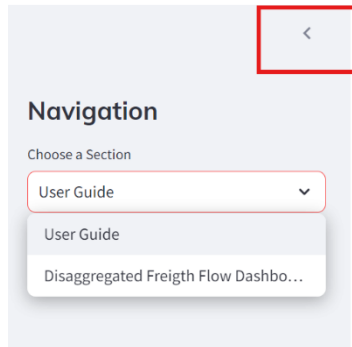 Navigation
Choose a Section
User Guide
User Guide
Disaggregated Freigth Flow Dashbo...